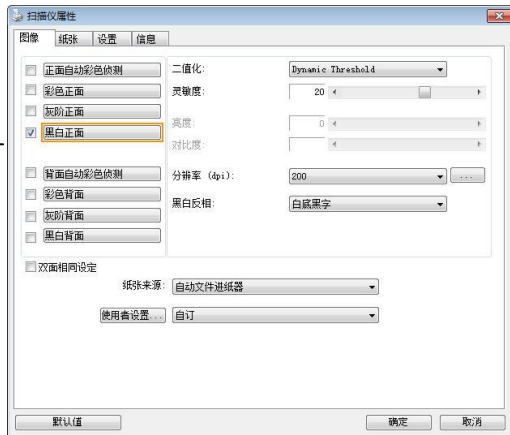 扫描仪属性
图像 纸张 设置 信息
正面自动彩色侦测
彩色正面
灰阶正面
黑白正面
背面自动彩色侦测
彩色背面
灰阶背面
黑白背面
二值化: Dynamic Threshold
灵敏度: 20
亮度: 0
对比度:
分辨率 (dpi): 200 ...
黑白反相: 白底黑字
双面相同设定
纸张来源: 自动文件进纸器
使用者设置... 自订
默认值 确定 取消